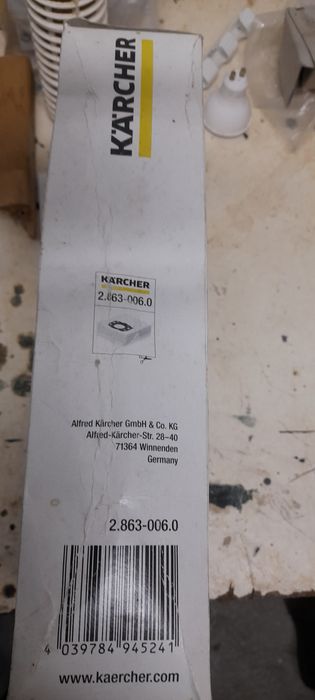 KÄRCHER
KÄRCHER
2.863-006.0
Alfred Kärcher GmbH & Co. KG
Alfred-Kärcher-Str. 28–40
71364 Winnenden
Germany
2.863-006.0
4 039784 945241
www.kaercher.com